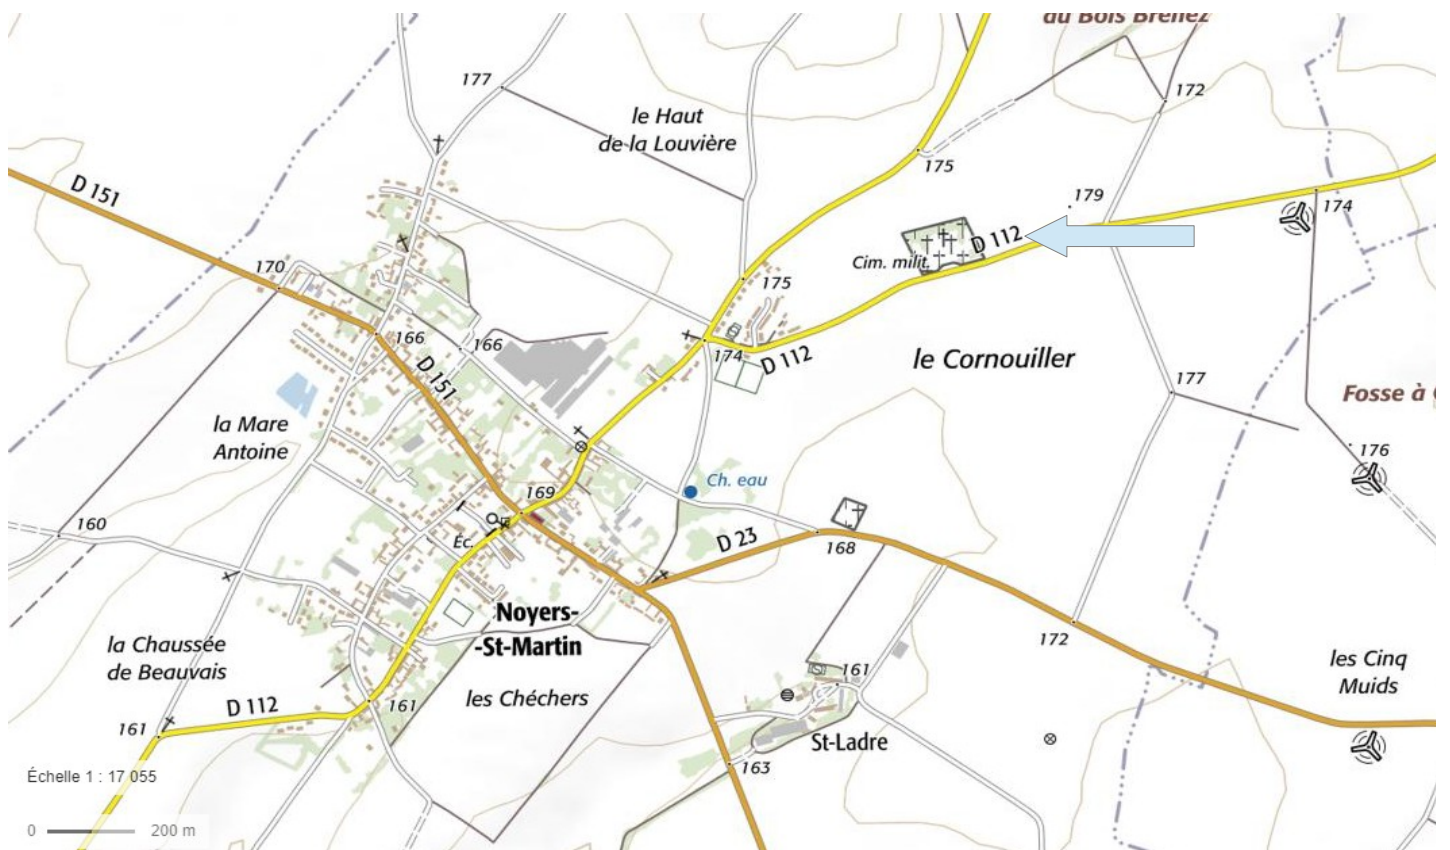 du Bois Brenez
177
172
le Haut
de la Louvière
175
D 151
179
174
D 112
Cim. milit.
170
175
166
166
174
D 112
le Cornouiller
D 151
177
Fosse à
la Mare
Antoine
176
Ch. eau
169
160
Éc.
D 23
168
Noyers-
-St-Martin
172
la Chaussée
de Beauvais
161
les Cinq
Muids
les Chéchers
D 112
161
161
St-Ladre
163
Échelle 1 : 17 055
0
200 m